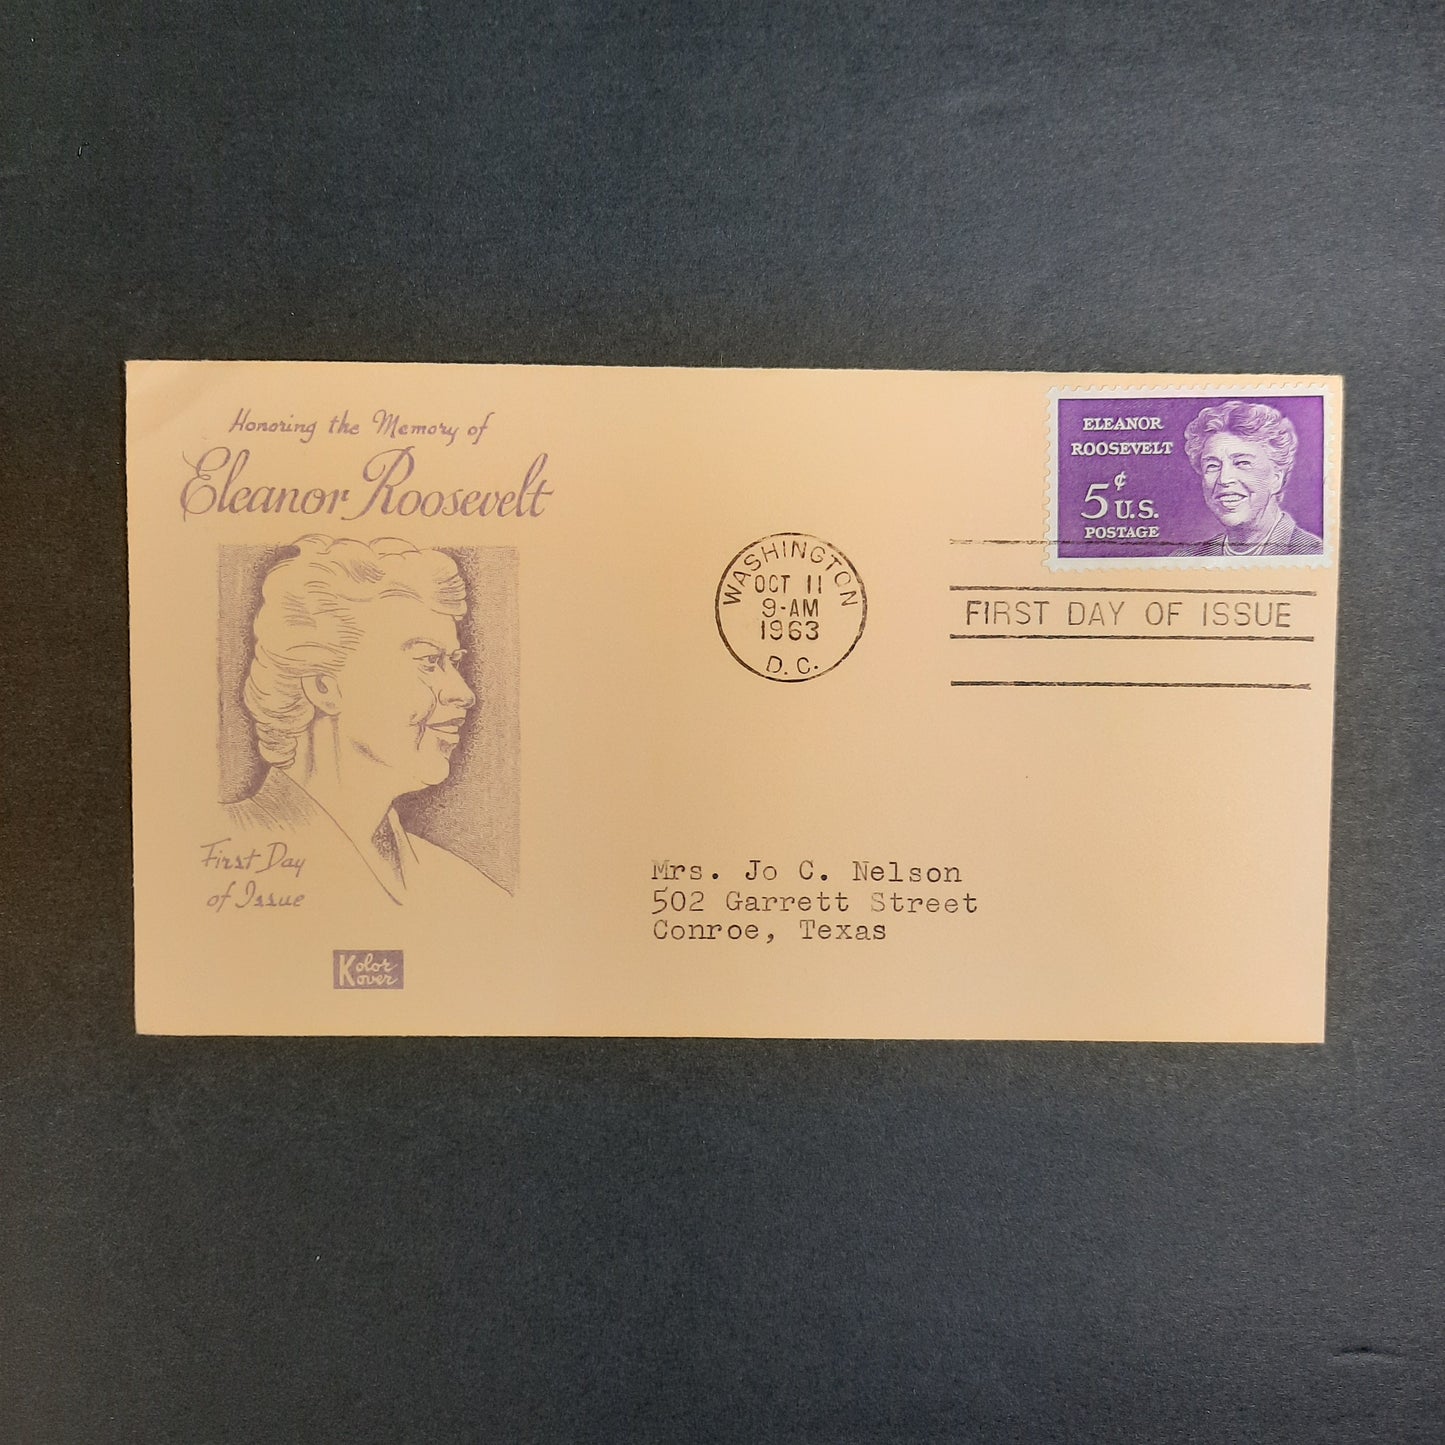 Honoring the Memory of
Eleanor Roosevelt
First Day
of Issue
Kolor
Kover
WASHINGTON
OCT 11
9-AM
1963
D.C.
ELEANOR
ROOSEVELT
5¢ U.S.
POSTAGE
FIRST DAY OF ISSUE
Mrs. Jo C. Nelson
502 Garrett Street
Conroe, Texas